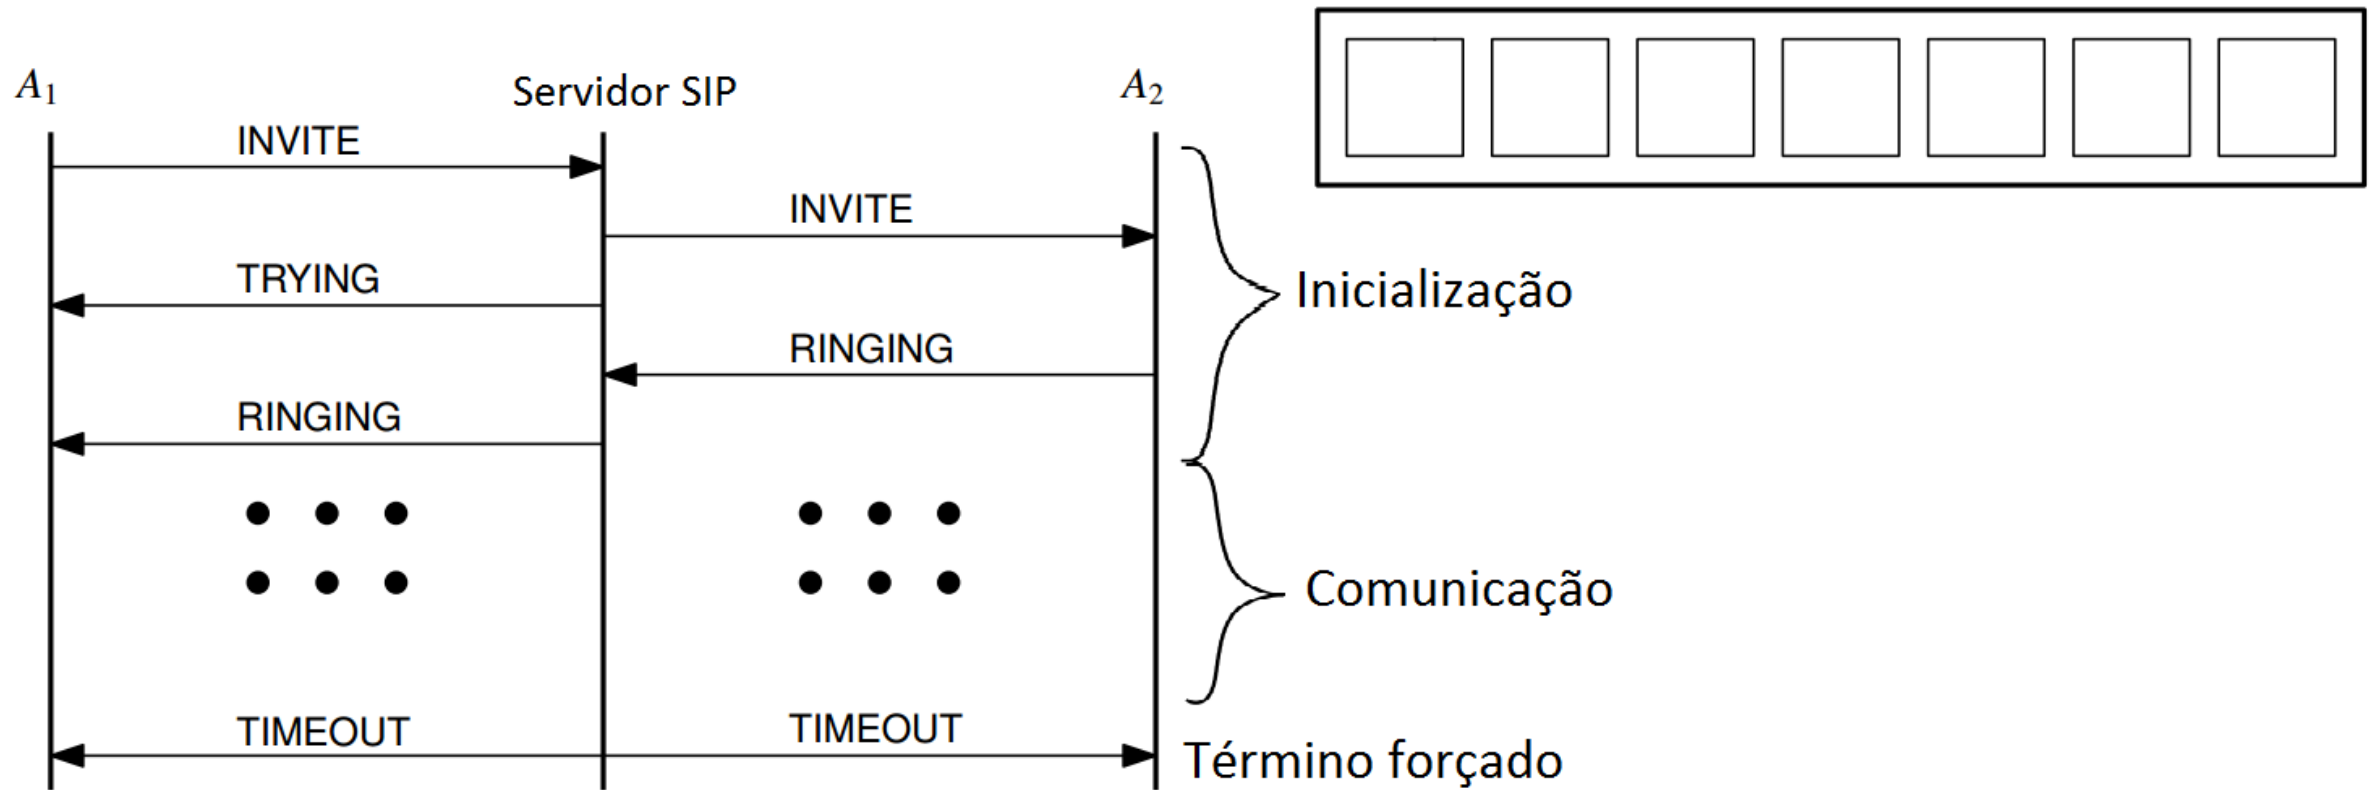 A₁
Servidor SIP
A₂
INVITE
INVITE
TRYING
Inicialização
RINGING
RINGING
Comunicação
TIMEOUT
TIMEOUT
Término forçado